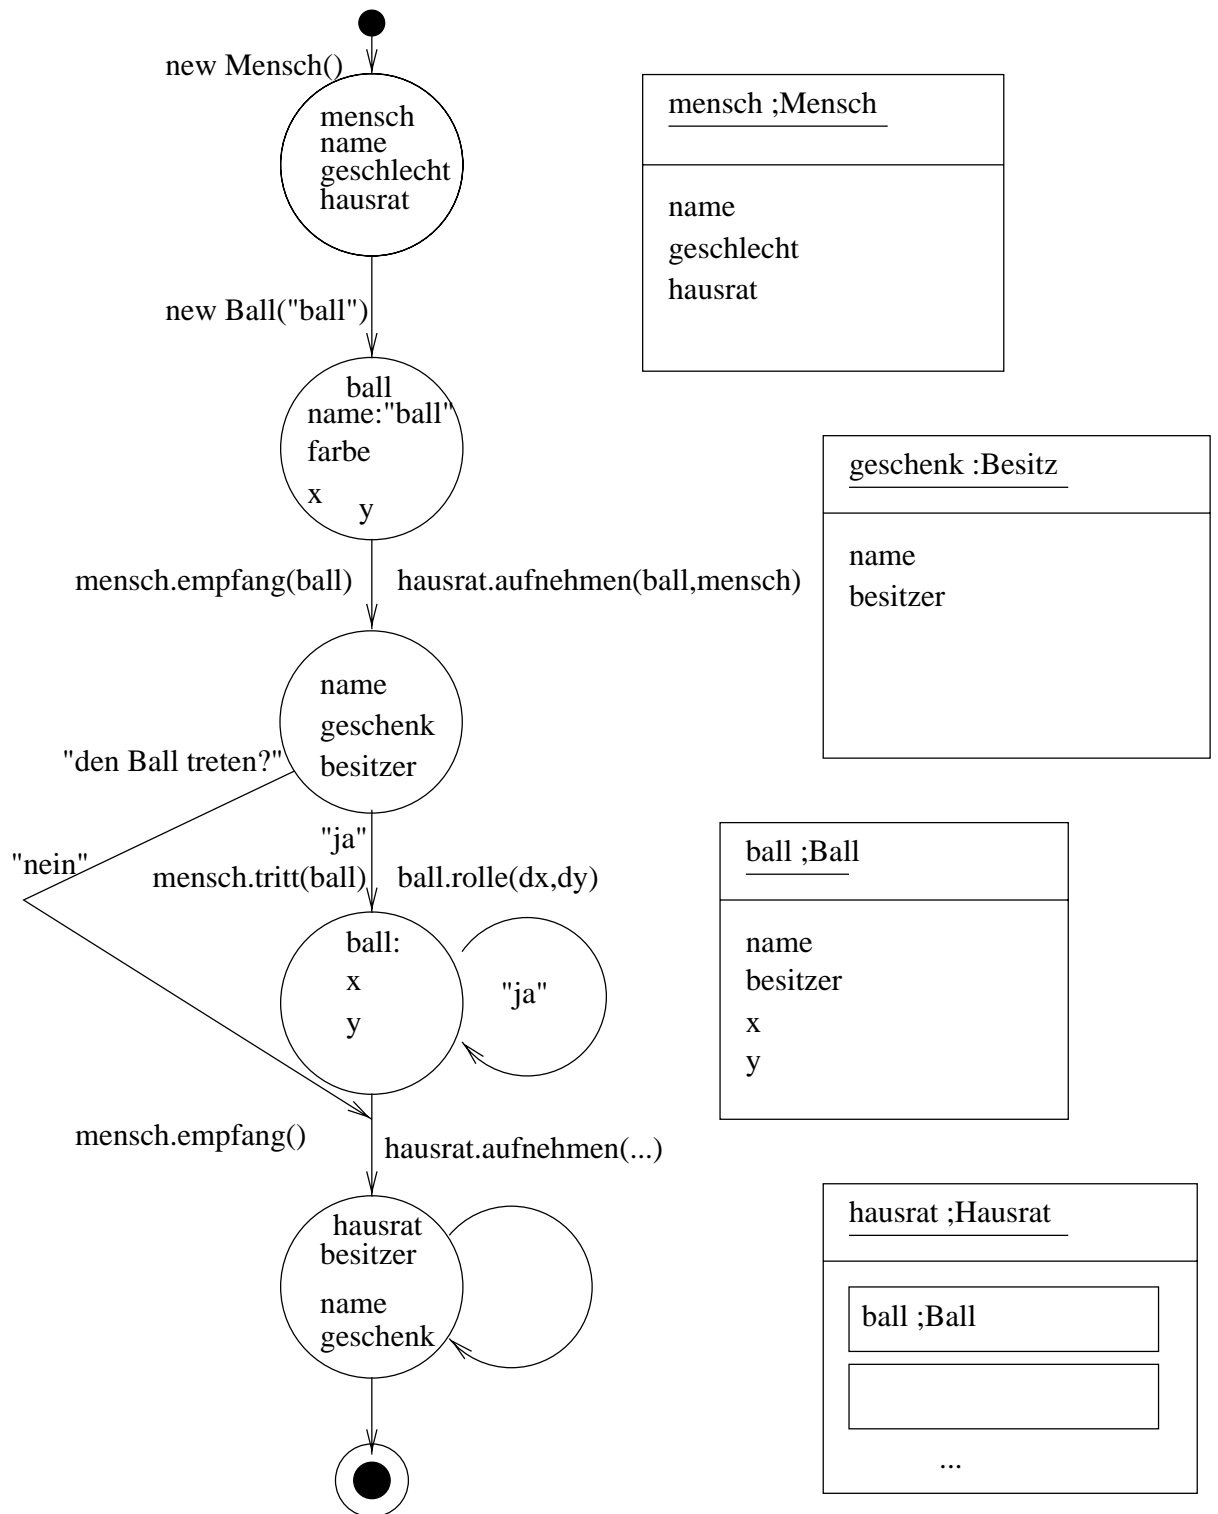 new Mensch()
mensch
name
geschlecht
hausrat
new Ball("ball")
ball
name:"ball"
farbe
x
y
mensch.empfang(ball)
hausrat.aufnehmen(ball,mensch)
name
geschenk
besitzer
"den Ball treten?"
"nein"
"ja"
mensch.tritt(ball)
ball.rolle(dx,dy)
ball:
x
y
"ja"
mensch.empfang()
hausrat.aufnehmen(...)
hausrat
besitzer
name
geschenk
mensch ;Mensch
name
geschlecht
hausrat
geschenk :Besitz
name
besitzer
ball ;Ball
name
besitzer
x
y
hausrat ;Hausrat
ball ;Ball
...